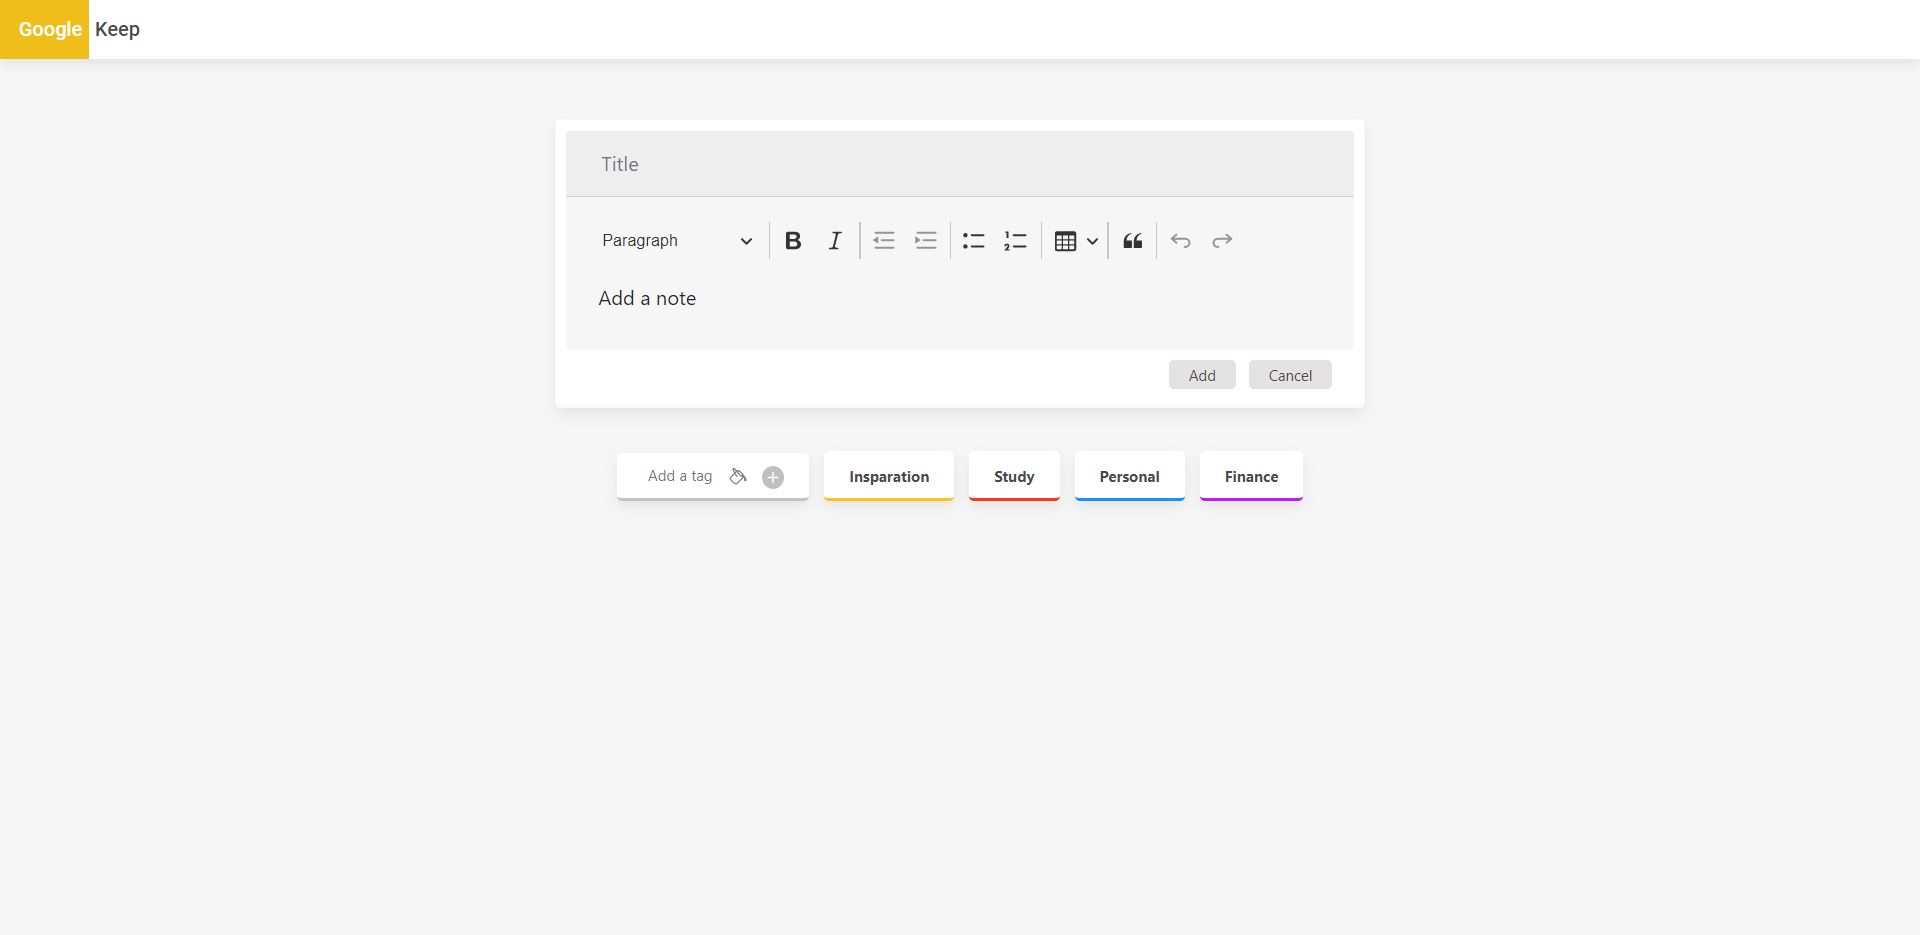 Google Keep
Title
Paragraph
Add a note
Add Cancel
Add a tag Insparation Study Personal Finance